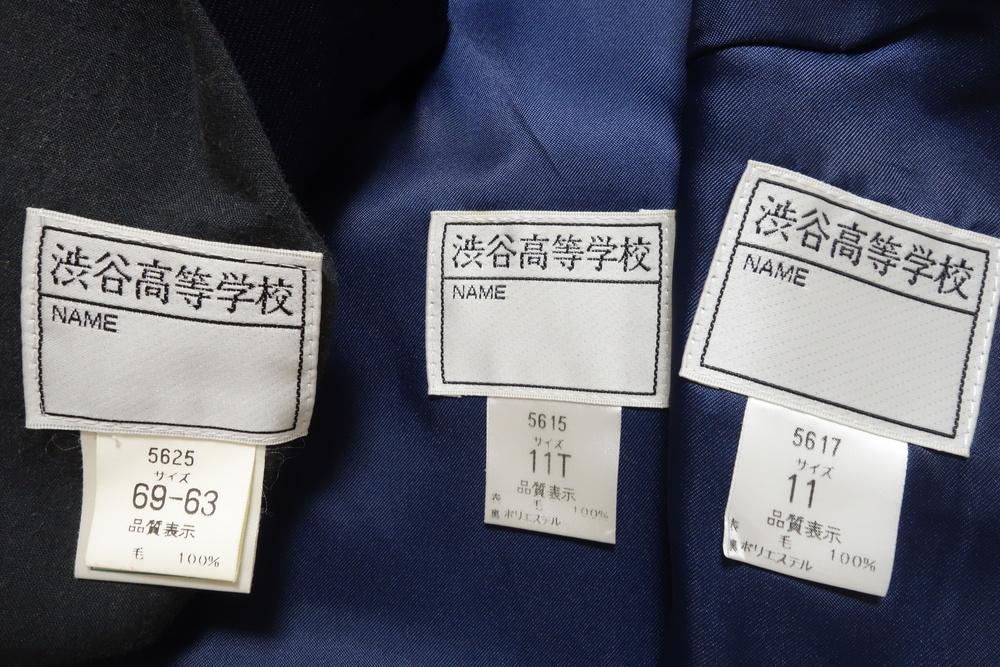 渋谷高等学校
NAME
5625
サイズ
69-63
品質表示
毛 100%
渋谷高等学校
NAME
5615
サイズ
11T
品質表示
表 毛 100%
裏 ポリエステル
渋谷高等学校
NAME
5617
サイズ
11
品質表示
表 毛 100%
裏 ポリエステル